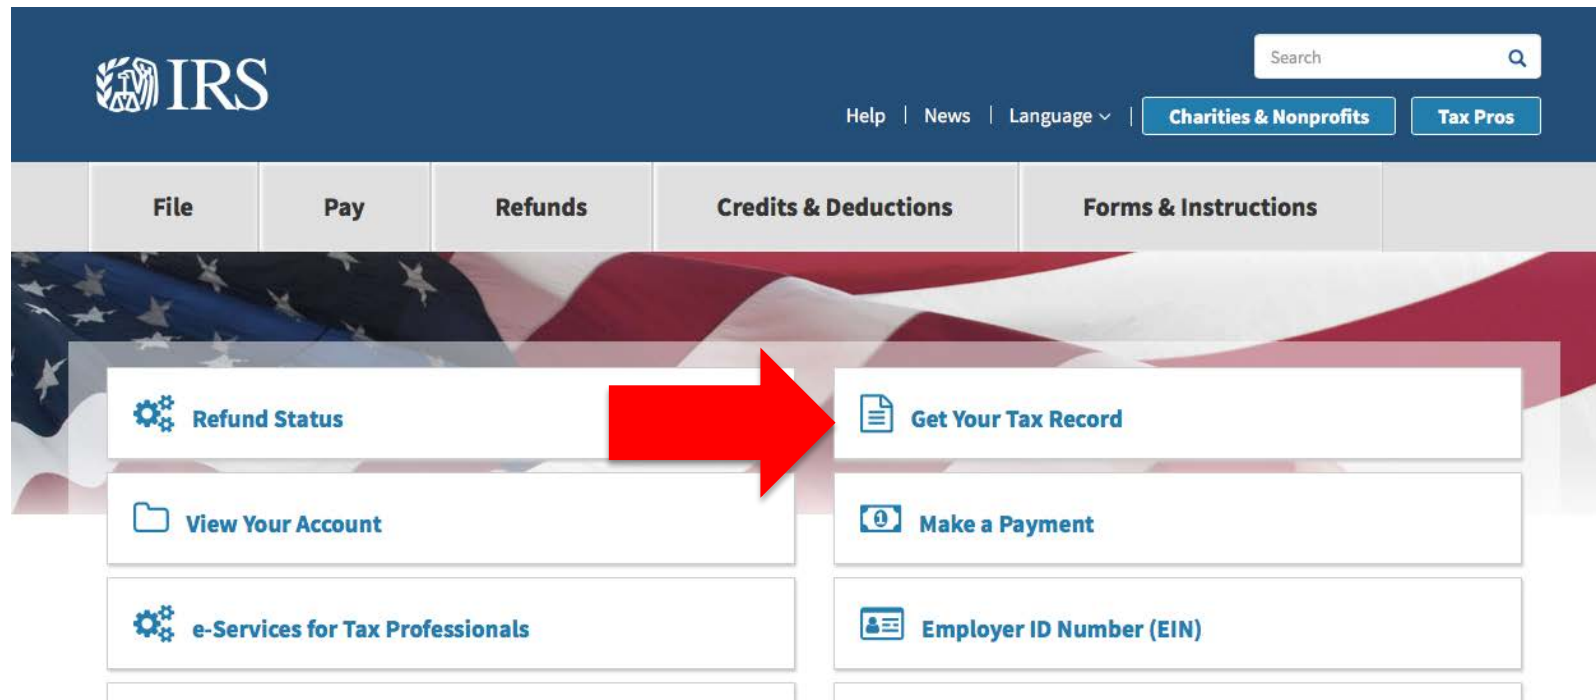 IRS
Search
Help | News | Language | Charities & Nonprofits Tax Pros
File Pay Refunds Credits & Deductions Forms & Instructions
Refund Status
Get Your Tax Record
View Your Account
Make a Payment
e-Services for Tax Professionals
Employer ID Number (EIN)